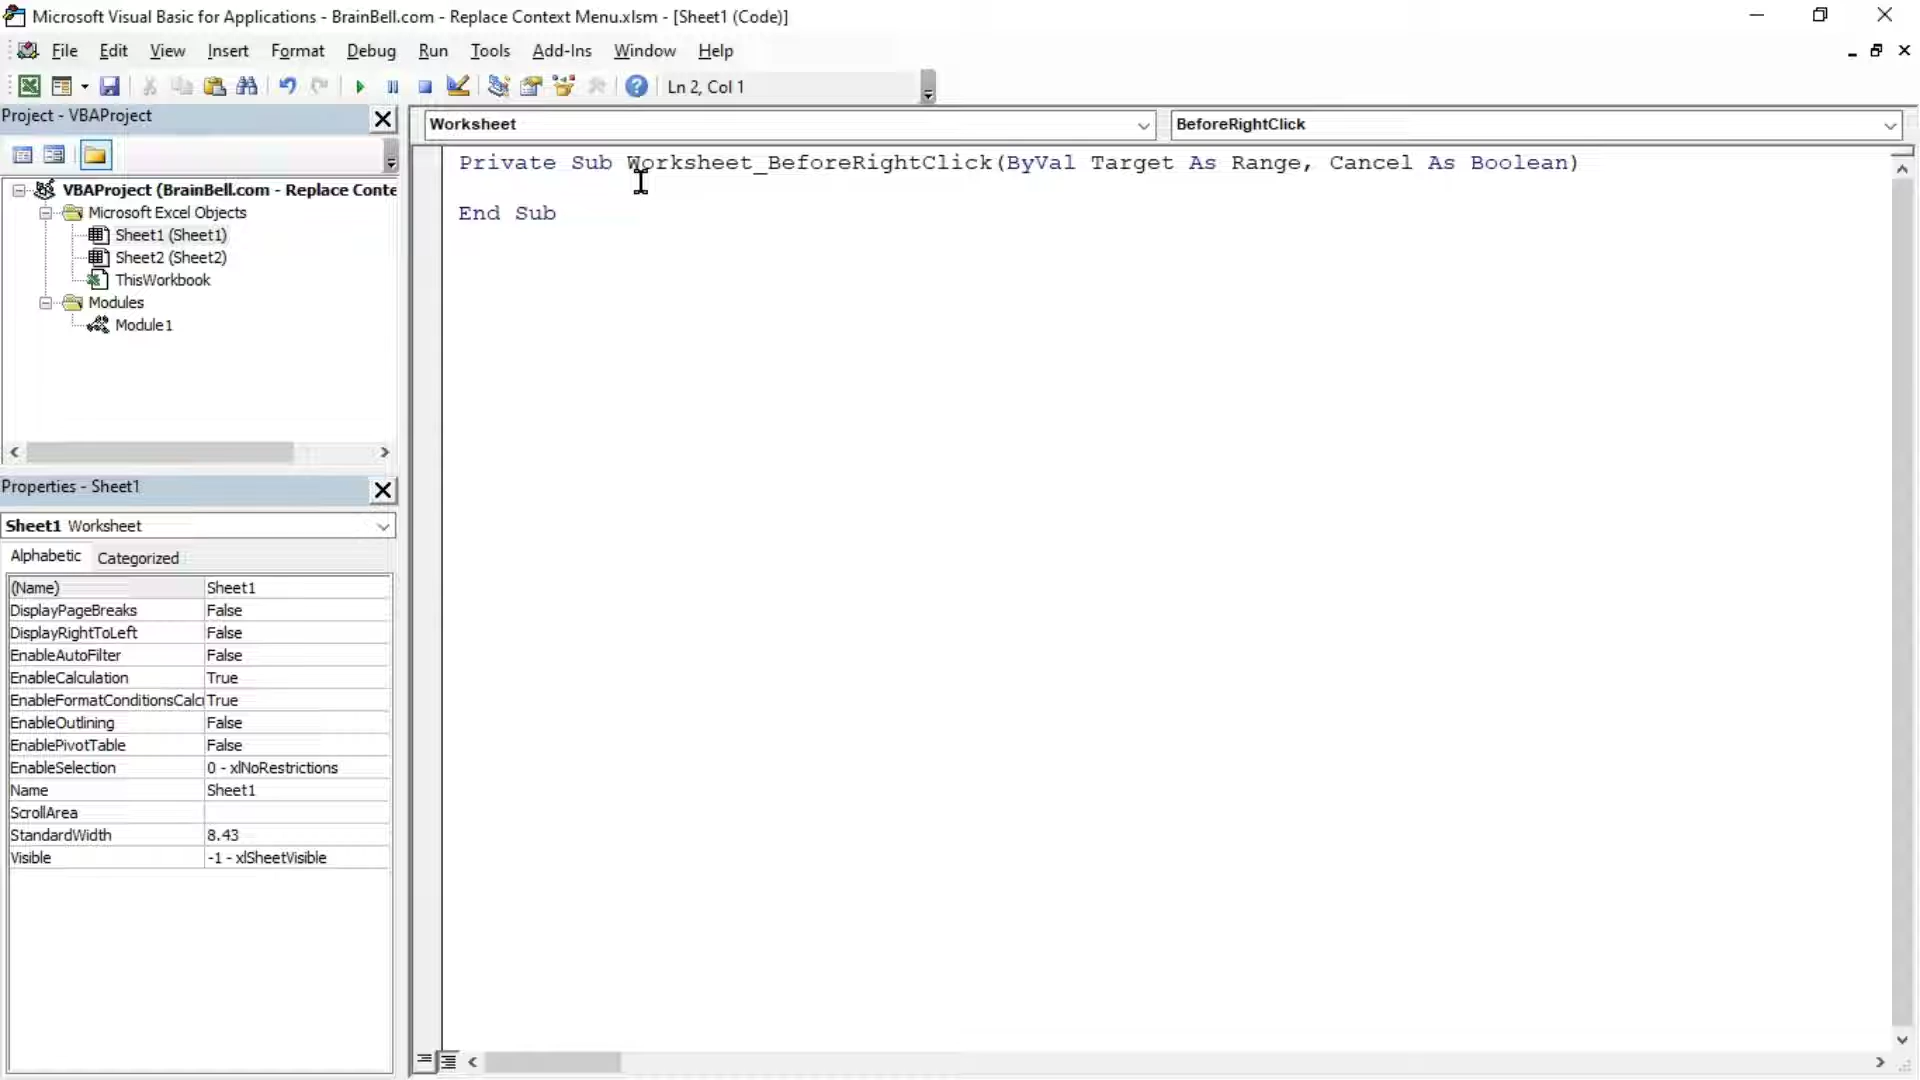 Microsoft Visual Basic for Applications - BrainBell.com - Replace Context Menu.xlsm - [Sheet1 (Code)]
File Edit View Insert Format Debug Run Tools Add-Ins Window Help
Ln 2, Col 1
Project - VBAProject
VBAProject (BrainBell.com - Replace Conte
Microsoft Excel Objects
Sheet1 (Sheet1)
Sheet2 (Sheet2)
ThisWorkbook
Modules
Module1
Properties - Sheet1
Sheet1 Worksheet
Alphabetic Categorized
(Name) Sheet1
DisplayPageBreaks False
DisplayRightToLeft False
EnableAutoFilter False
EnableCalculation True
EnableFormatConditionsCalcu True
EnableOutlining False
EnablePivotTable False
EnableSelection 0 - xlNoRestrictions
Name Sheet1
ScrollArea
StandardWidth 8.43
Visible -1 - xlSheetVisible
Worksheet BeforeRightClick
Private Sub Worksheet_BeforeRightClick(ByVal Target As Range, Cancel As Boolean)
End Sub